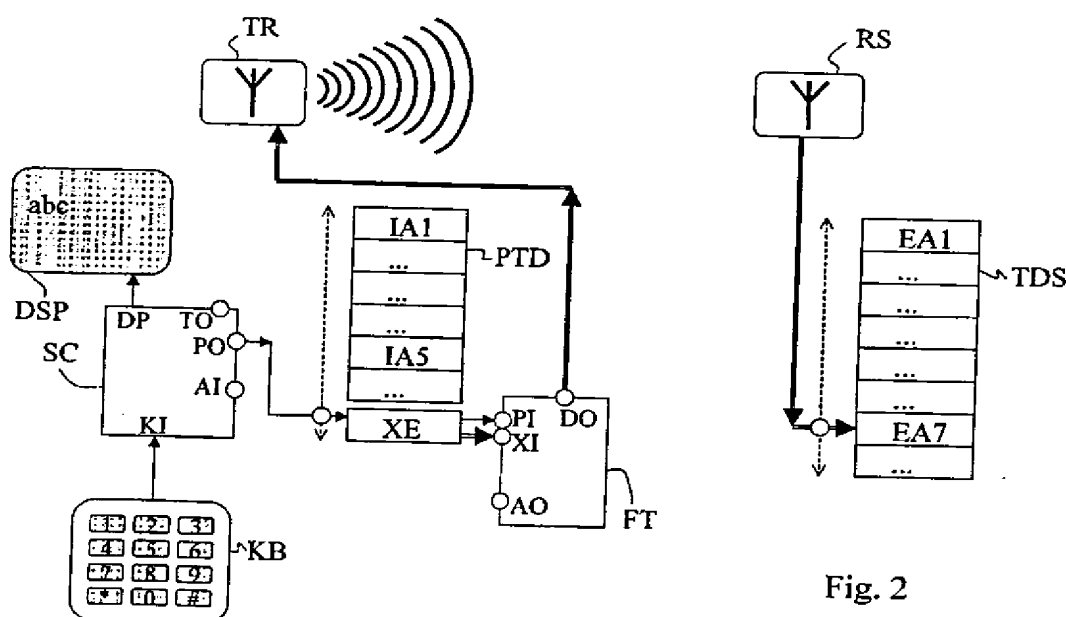 TR
RS
abc
IA1
...
PTD
...
...
IA5
...
EA1
...
TDS
...
...
...
EA7
...
DSP
DP
TO
PO
SC
AI
KI
XE
PI
DO
XI
AO
FT
1 2 3
4 5 6
7 8 9
* 0 #
KB
Fig. 2